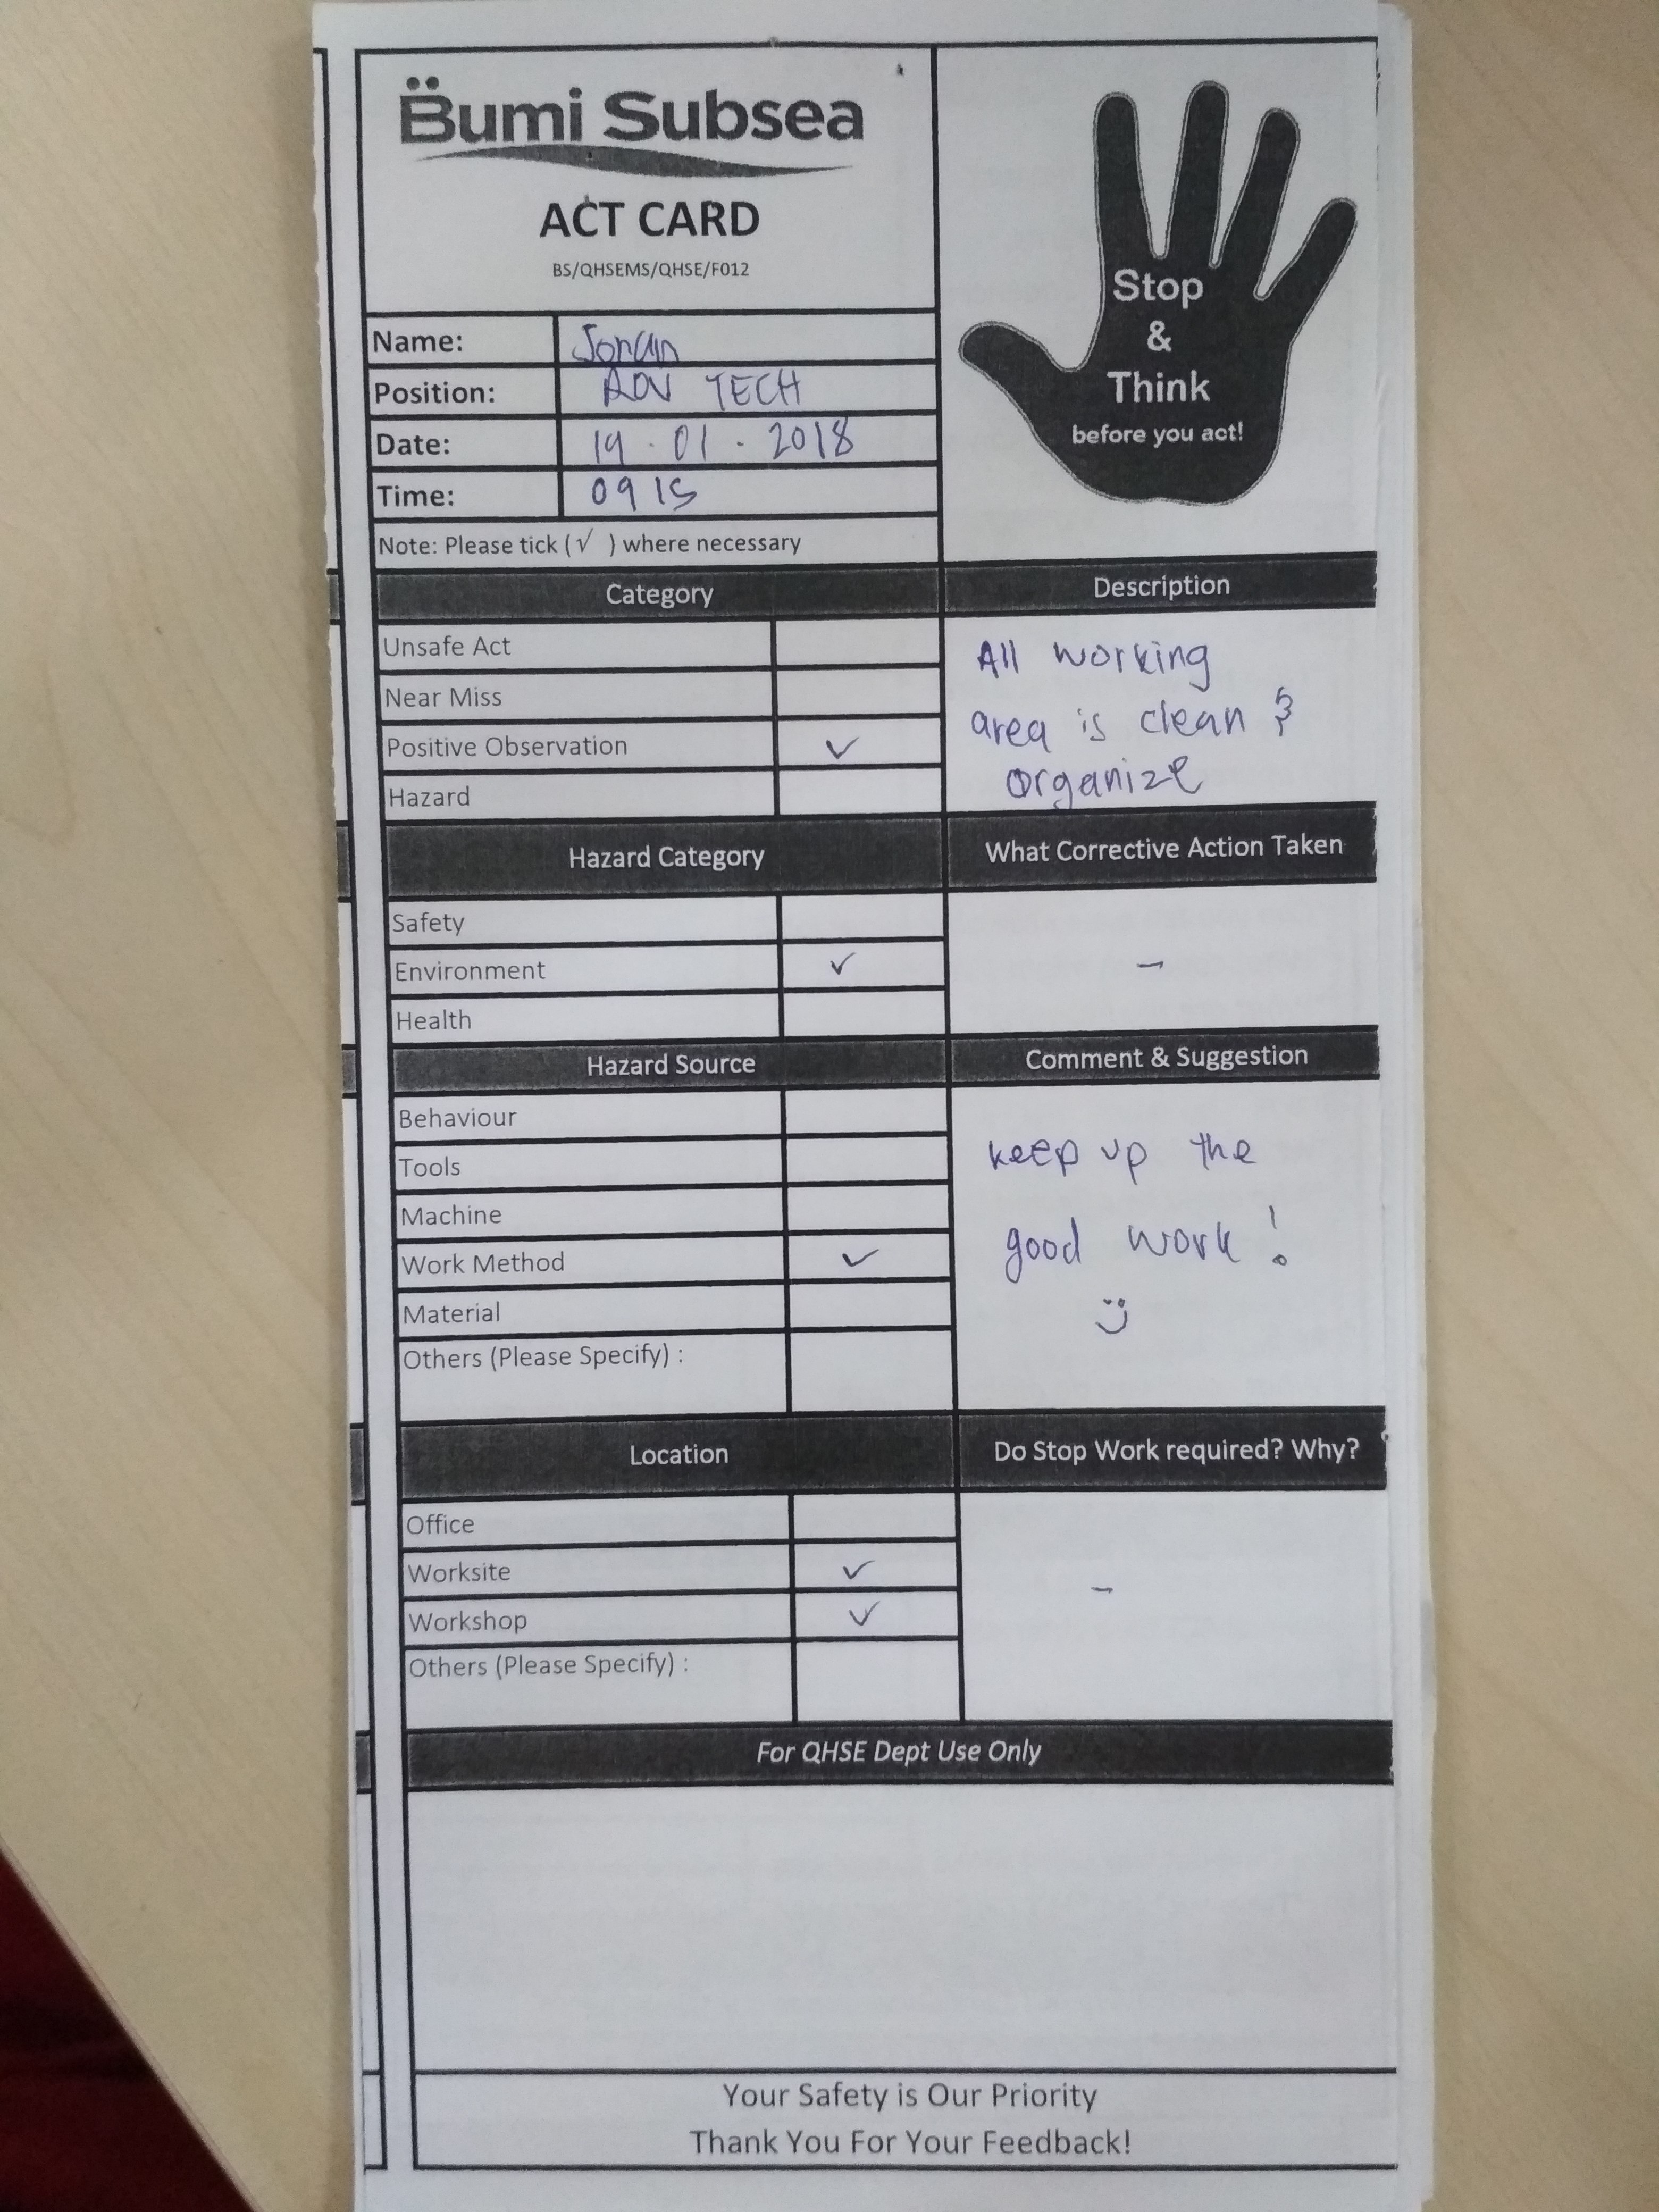 Bumi Subsea
ACT CARD
BS/QHSEMS/QHSE/F012
Stop
&
Think
before you act!
Name:
Position: ROV TECH
Date: 19 - 01 - 2018
Time: 0915
Note: Please tick (√ ) where necessary
Category
Unsafe Act
Near Miss
Positive Observation ✓
Hazard
Description
All working
area is clean &
organize
Hazard Category
Safety
Environment ✓
Health
What Corrective Action Taken
-
Hazard Source
Behaviour
Tools
Machine
Work Method ✓
Material
Others (Please Specify) :
Comment & Suggestion
keep up the
good work !
:)
Location
Office
Worksite ✓
Workshop ✓
Others (Please Specify) :
Do Stop Work required? Why?
-
For QHSE Dept Use Only
Your Safety is Our Priority
Thank You For Your Feedback!